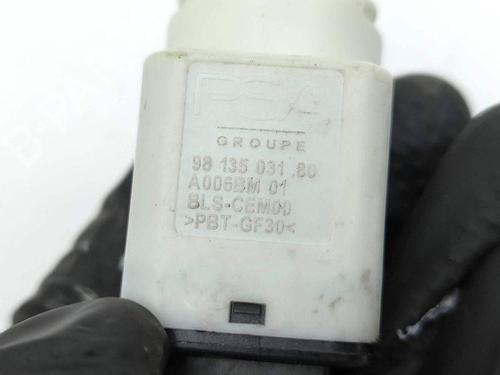 PSA
GROUPE
98 135 031 .80
A006BM 01
BLS-CEM00
>PBT-GF30<